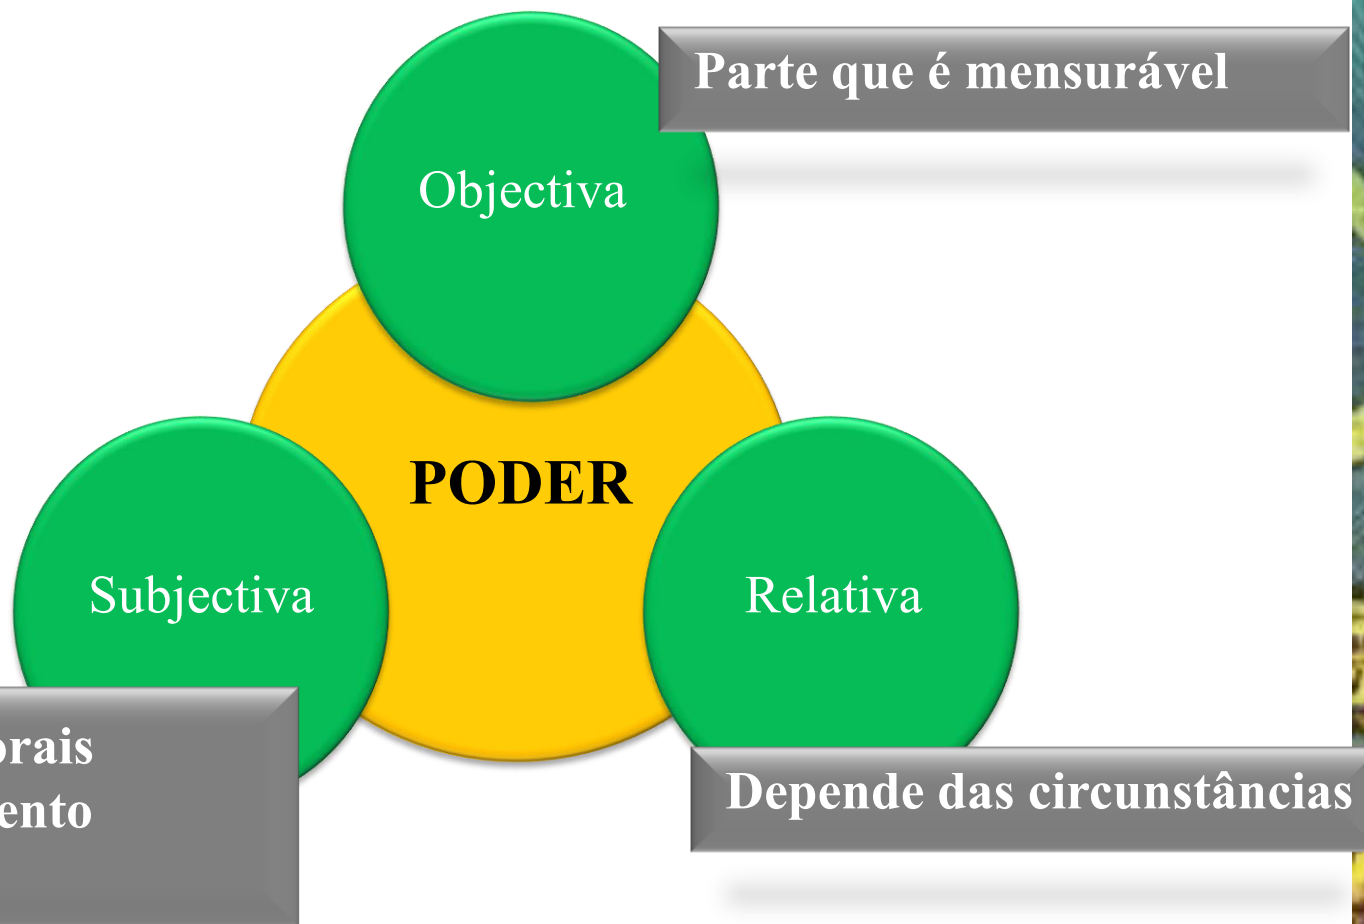 Parte que é mensurável
Objectiva
PODER
Subjectiva
Relativa
Depende das circunstâncias